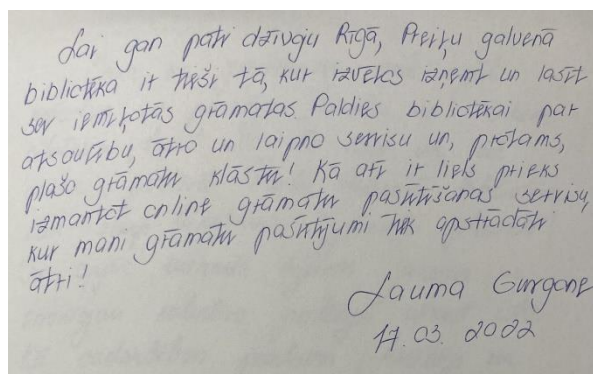 Lai gan pati dzīvoju Rīgā, Preiļu galvenā
bibliotēka ir tieši tā, kur izvēlos izņemt un lasīt
sev iemīļotās grāmatas. Paldies bibliotēkai par
atsaucību, ātro un laipno servisu un, protams,
plašo grāmatu klāstu! Kā arī ir liels prieks
izmantot online grāmatu pasūtīšanas servisu,
kur mani grāmatu pasūtījumi tiek apstrādāti
ātri!
Lauma Gurgone
17.03.2022